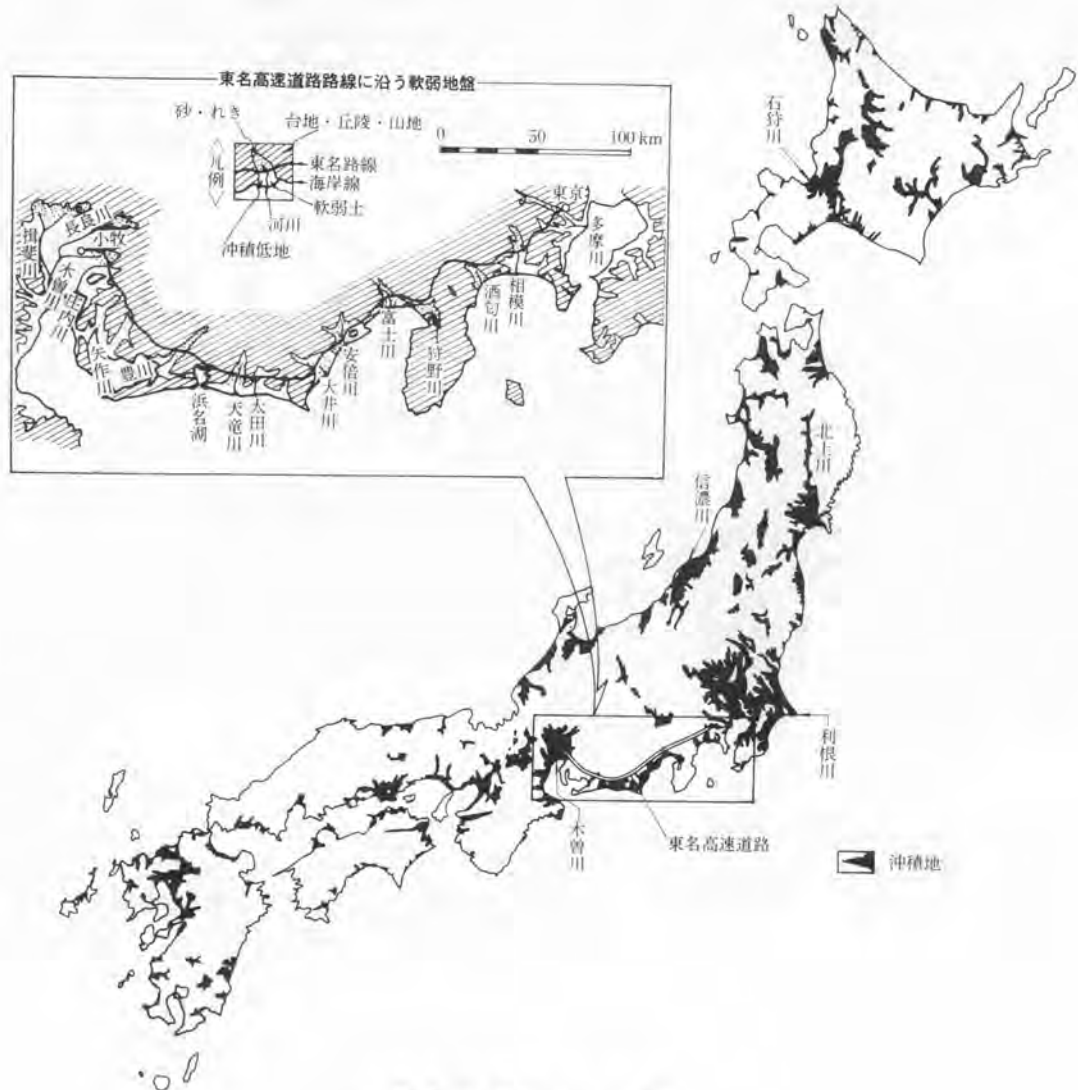 東名高速道路路線に沿う軟弱地盤
砂・れき
台地・丘陵・山地
〈凡例〉
東名路線
海岸線
軟弱土
河川
沖積低地
0 50 100 km
揖斐川
長良川
小牧
木曽川
庄内川
矢作川
豊川
浜名湖
天竜川
太田川
大井川
安倍川
富士川
狩野川
酒匂川
相模川
東京
多摩川
石狩川
北上川
信濃川
利根川
木曽川
東名高速道路
沖積地